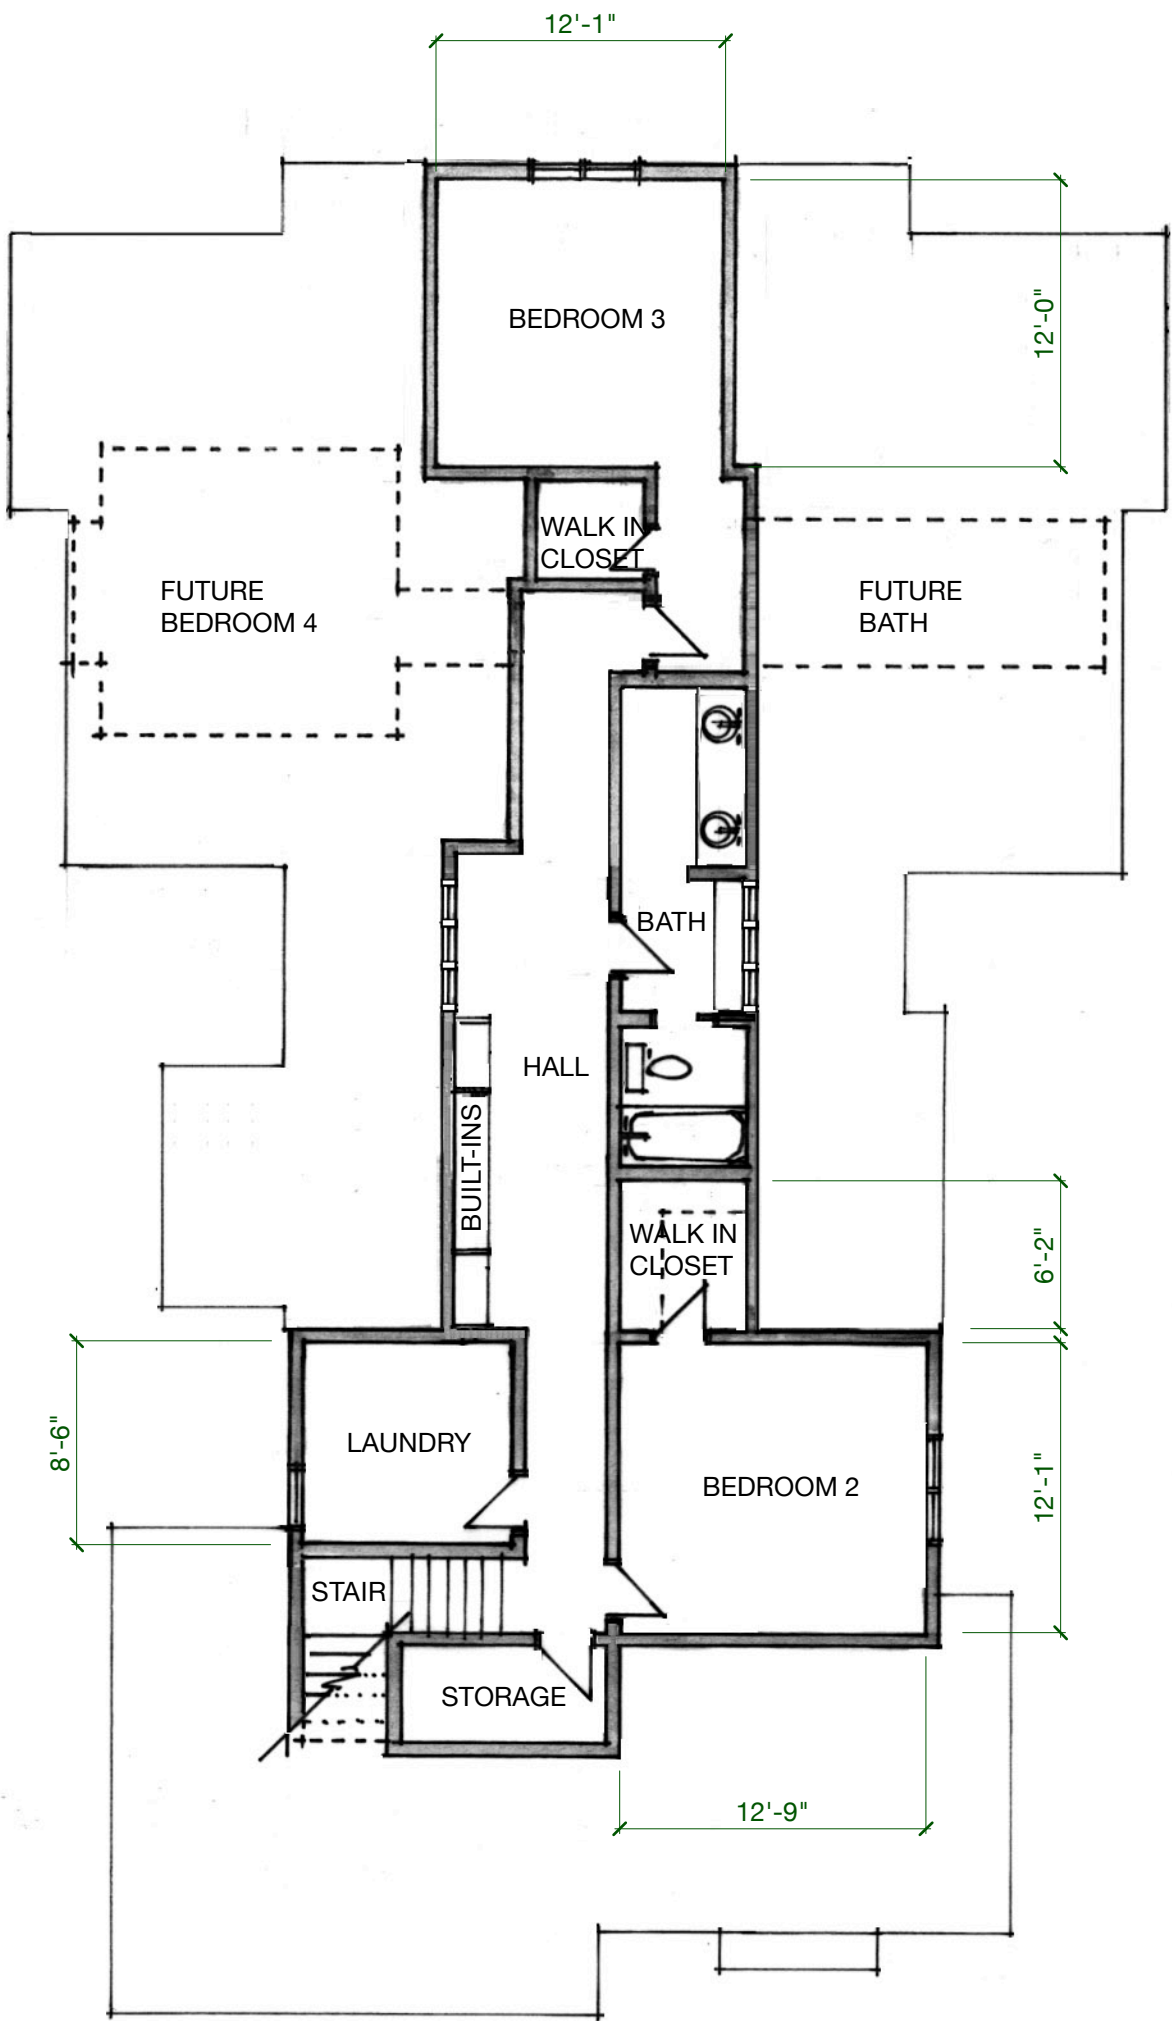 12'-1"
BEDROOM 3
12'-0"
WALK IN
CLOSET
FUTURE
BEDROOM 4
FUTURE
BATH
BATH
HALL
BUILT-INS
WALK IN
CLOSET
6'-2"
8'-6"
LAUNDRY
BEDROOM 2
12'-1"
STAIR
STORAGE
12'-9"